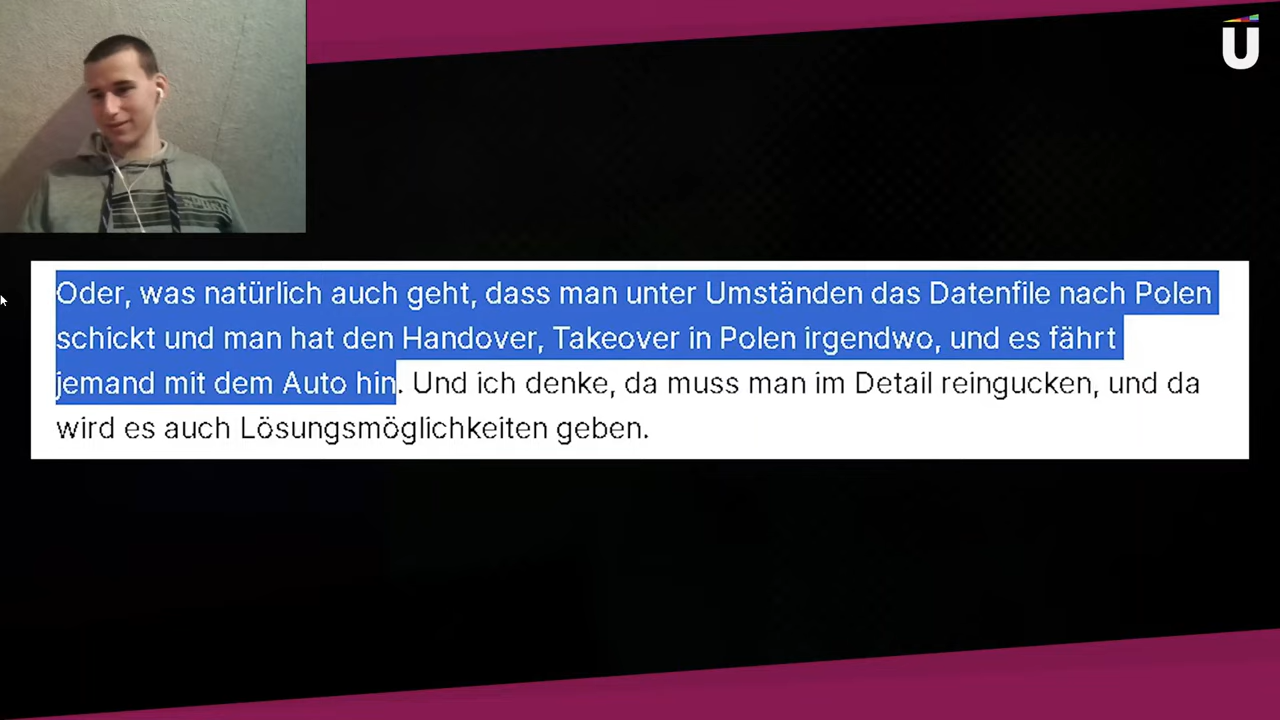 Ü
Oder, was natürlich auch geht, dass man unter Umständen das Datenfile nach Polen
schickt und man hat den Handover, Takeover in Polen irgendwo, und es fährt
jemand mit dem Auto hin. Und ich denke, da muss man im Detail reingucken, und da
wird es auch Lösungsmöglichkeiten geben.